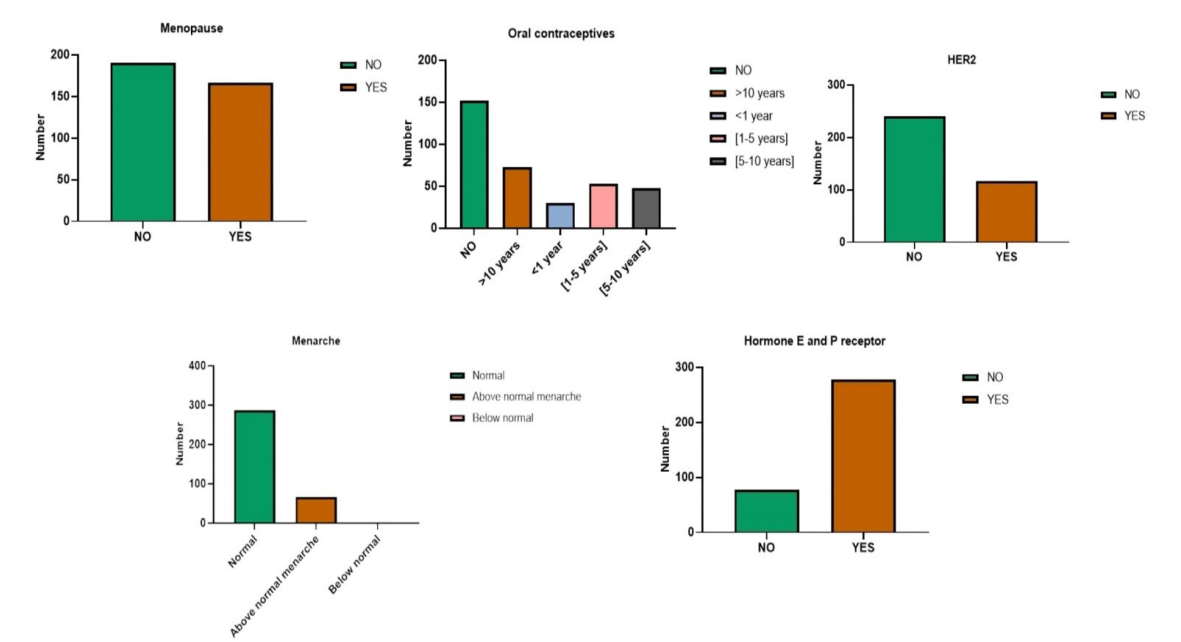 Menopause
Number
200
150
100
50
0
NO
YES
NO
YES
Oral contraceptives
Number
200
150
100
50
0
NO
>10 years
<1 year
[1-5 years]
[5-10 years]
NO
>10 years
<1 year
[1-5 years]
[5-10 years]
HER2
Number
300
200
100
0
NO
YES
NO
YES
Menarche
Number
400
300
200
100
0
Normal
Above normal menarche
Below normal
Normal
Above normal menarche
Below normal
Hormone E and P receptor
Number
300
200
100
0
NO
YES
NO
YES